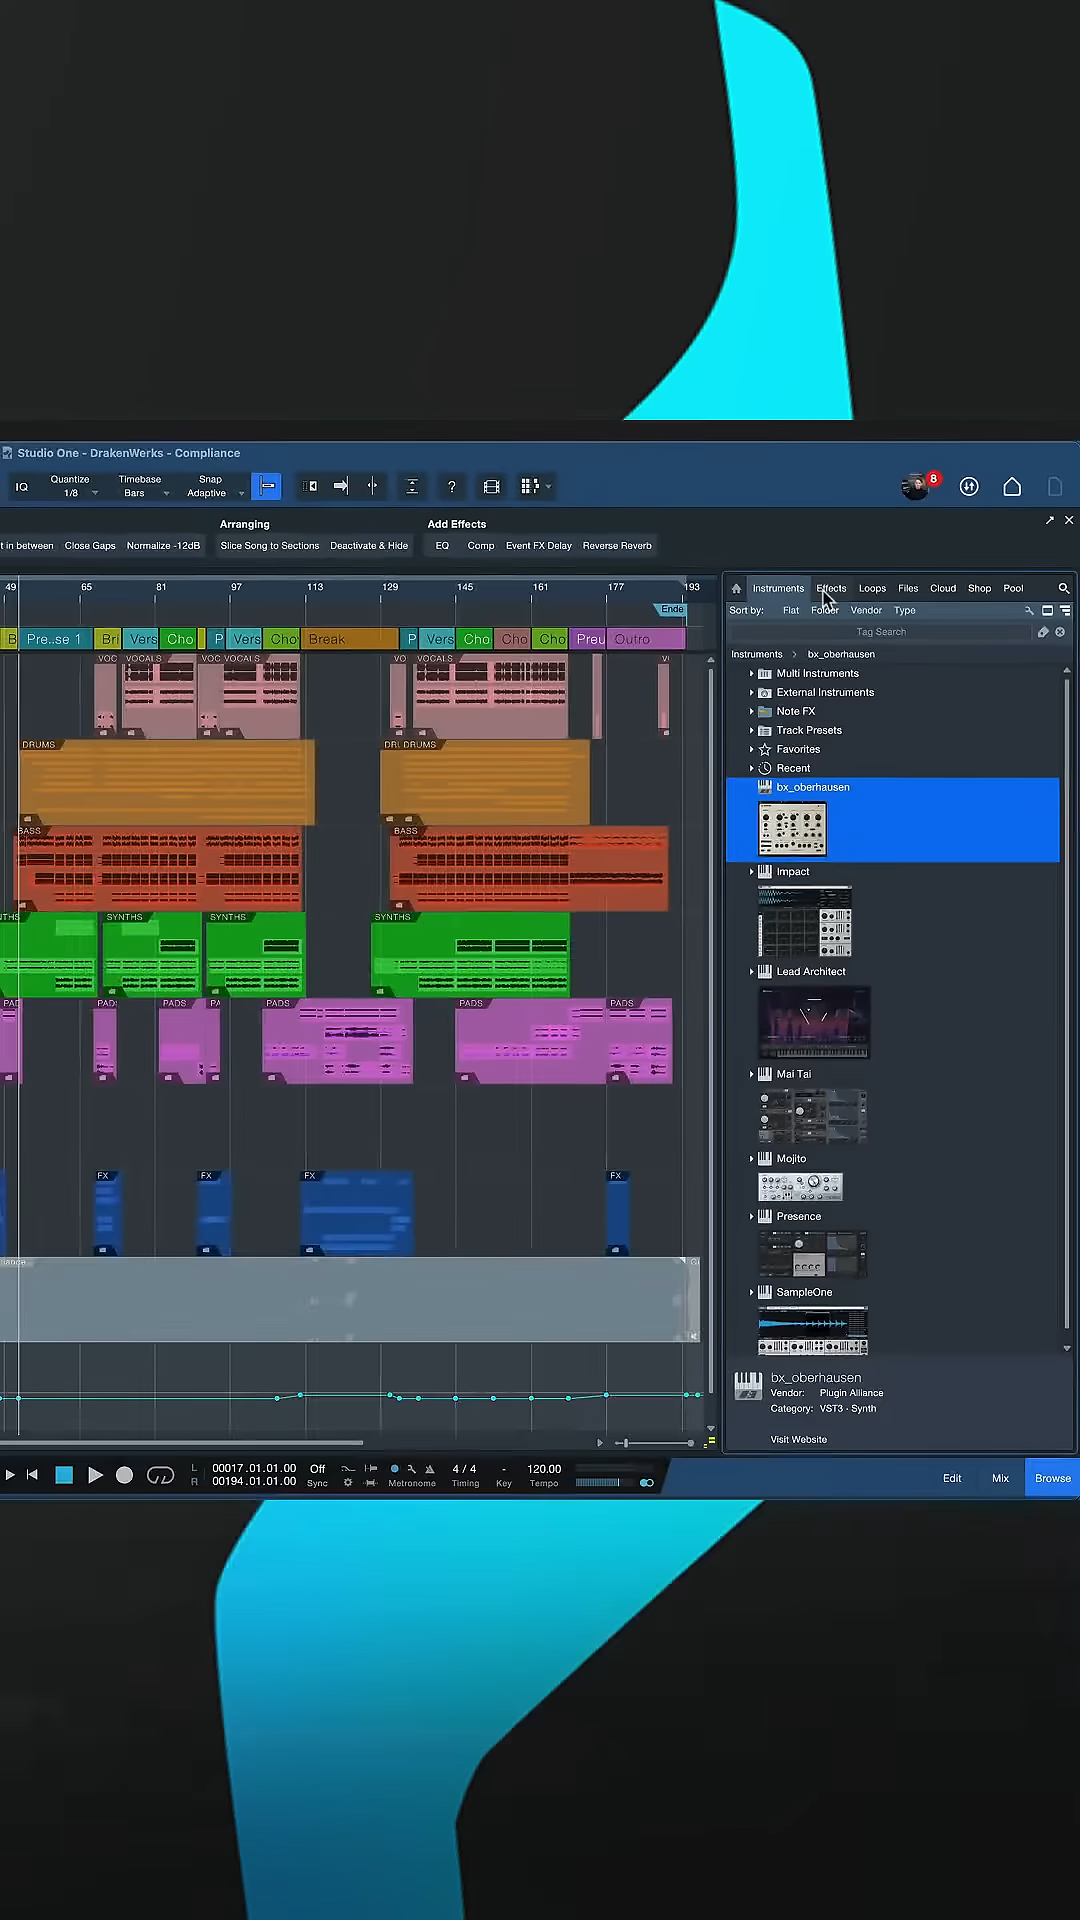 Studio One - DrakenWerks - Compliance
IQ
Quantize
1/8
Timebase
Bars
Snap
Adaptive
?
8
Arranging
Add Effects
t in between
Close Gaps
Normalize -12dB
Slice Song to Sections
Deactivate & Hide
EQ
Comp
Event FX Delay
Reverse Reverb
49
65
81
97
113
129
145
161
177
193
Ende
B
Pre..se 1
Bri
Vers
Cho
P
Vers
Cho
Break
P
Vers
Cho
Cho
Cho
Preu
Outro
VOC
VOCALS
VOC
VOCALS
VO
VOCALS
DRUMS
DRL
DRUMS
BASS
BASS
SYNTHS
SYNTHS
SYNTHS
PAD
PADS
PA
PADS
PADS
PADS
FX
FX
FX
FX
Instruments
Effects
Loops
Files
Cloud
Shop
Pool
Sort by:
Flat
Folder
Vendor
Type
Tag Search
Instruments > bx_oberhausen
Multi Instruments
External Instruments
Note FX
Track Presets
Favorites
Recent
bx_oberhausen
Impact
Lead Architect
Mai Tai
Mojito
Presence
SampleOne
bx_oberhausen
Vendor: Plugin Alliance
Category: VST3 · Synth
Visit Website
L 00017.01.01.00
R 00194.01.01.00
Off
Sync
Metronome
4 / 4
Timing
-
Key
120.00
Tempo
Edit
Mix
Browse